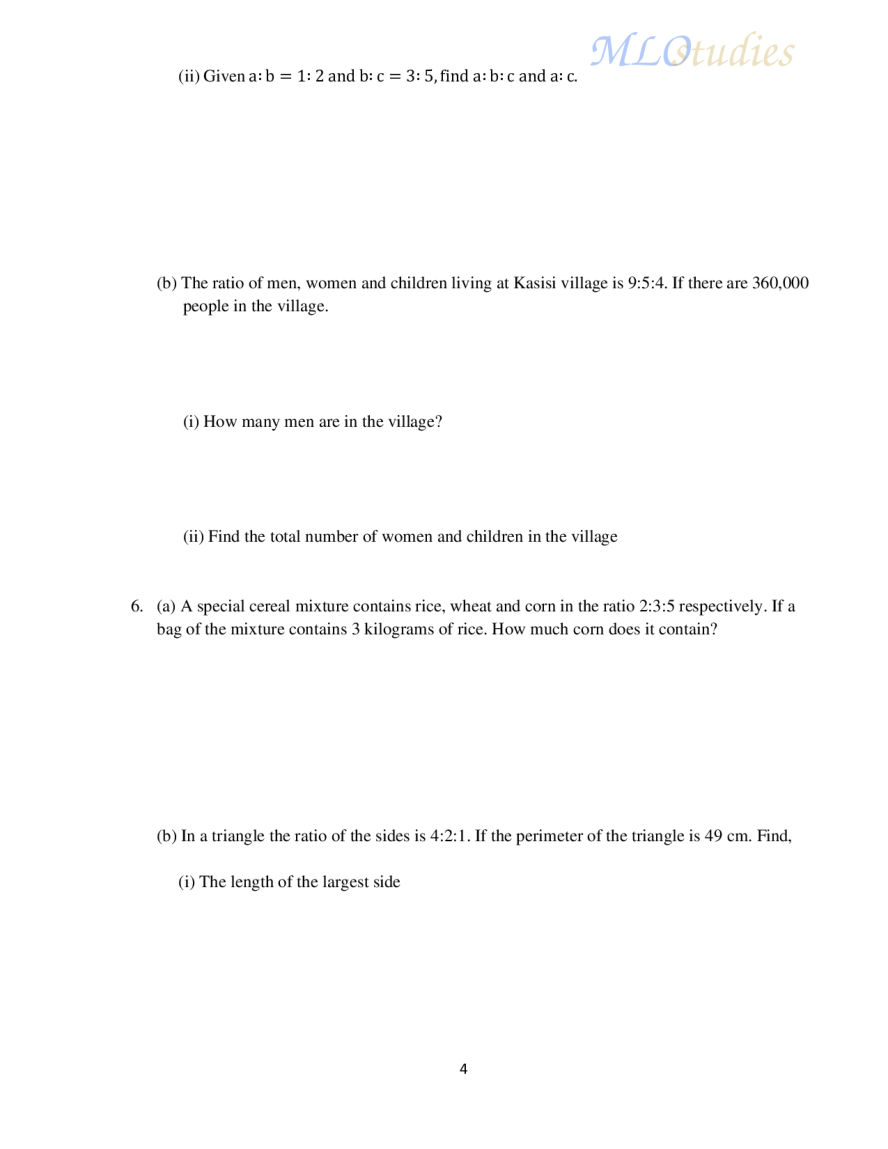 MLOstudies
(ii) Given a: b = 1: 2 and b: c = 3: 5, find a: b: c and a: c.
(b) The ratio of men, women and children living at Kasisi village is 9:5:4. If there are 360,000
people in the village.
(i) How many men are in the village?
(ii) Find the total number of women and children in the village
6. (a) A special cereal mixture contains rice, wheat and corn in the ratio 2:3:5 respectively. If a
bag of the mixture contains 3 kilograms of rice. How much corn does it contain?
(b) In a triangle the ratio of the sides is 4:2:1. If the perimeter of the triangle is 49 cm. Find,
(i) The length of the largest side
4